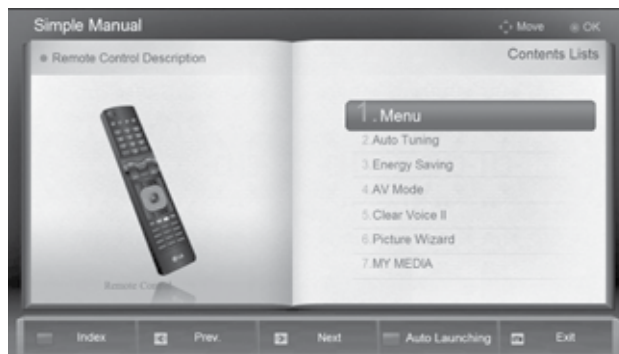 Simple Manual
Move
OK
Remote Control Description
Contents Lists
1. Menu
2.Auto Tuning
3.Energy Saving
4.AV Mode
5.Clear Voice II
6.Picture Wizard
7.MY MEDIA
Remote Control
Index
Prev.
Next
Auto Launching
Exit